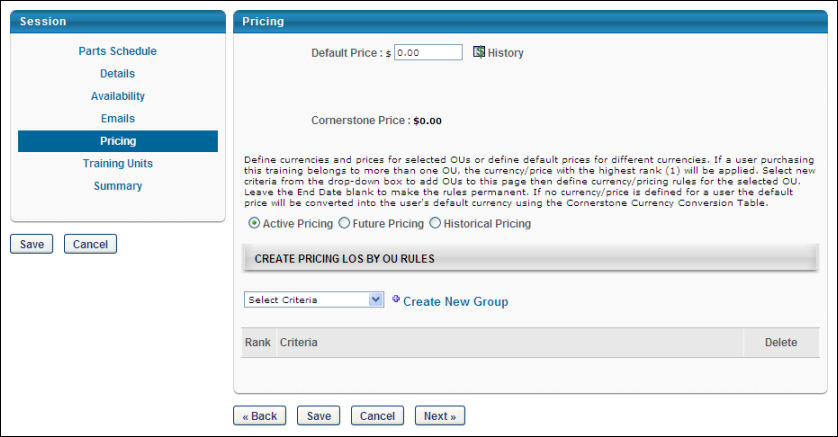 Session
Parts Schedule
Details
Availability
Emails
Pricing
Training Units
Summary
Save
Cancel
Pricing
Default Price : $ 0.00 History
Cornerstone Price : $0.00
Define currencies and prices for selected OUs or define default prices for different currencies. If a user purchasing
this training belongs to more than one OU, the currency/price with the highest rank (1) will be applied. Select new
criteria from the drop-down box to add OUs to this page then define currency/pricing rules for the selected OU.
Leave the End Date blank to make the rules permanent. If no currency/price is defined for a user the default
price will be converted into the user's default currency using the Cornerstone Currency Conversion Table.
Active Pricing Future Pricing Historical Pricing
CREATE PRICING LOS BY OU RULES
Select Criteria Create New Group
Rank Criteria Delete
« Back Save Cancel Next »